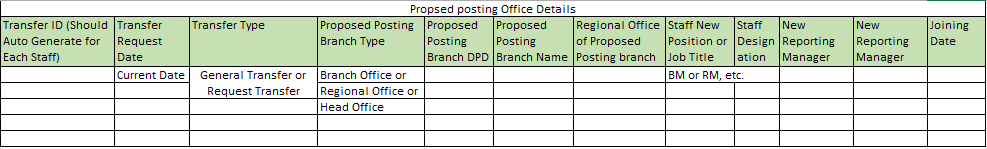 Propsed posting Office Details
Transfer ID (Should Auto Generate for Each Staff)
Transfer Request Date
Transfer Type
Proposed Posting Branch Type
Proposed Posting Branch DPD
Proposed Posting Branch Name
Regional Office of Proposed Posting branch
Staff New Position or Job Title
Staff Design ation
New Reporting Manager
New Reporting Manager
Joining Date
Current Date
General Transfer or Request Transfer
Branch Office or
Regional Office or
Head Office
BM or RM, etc.